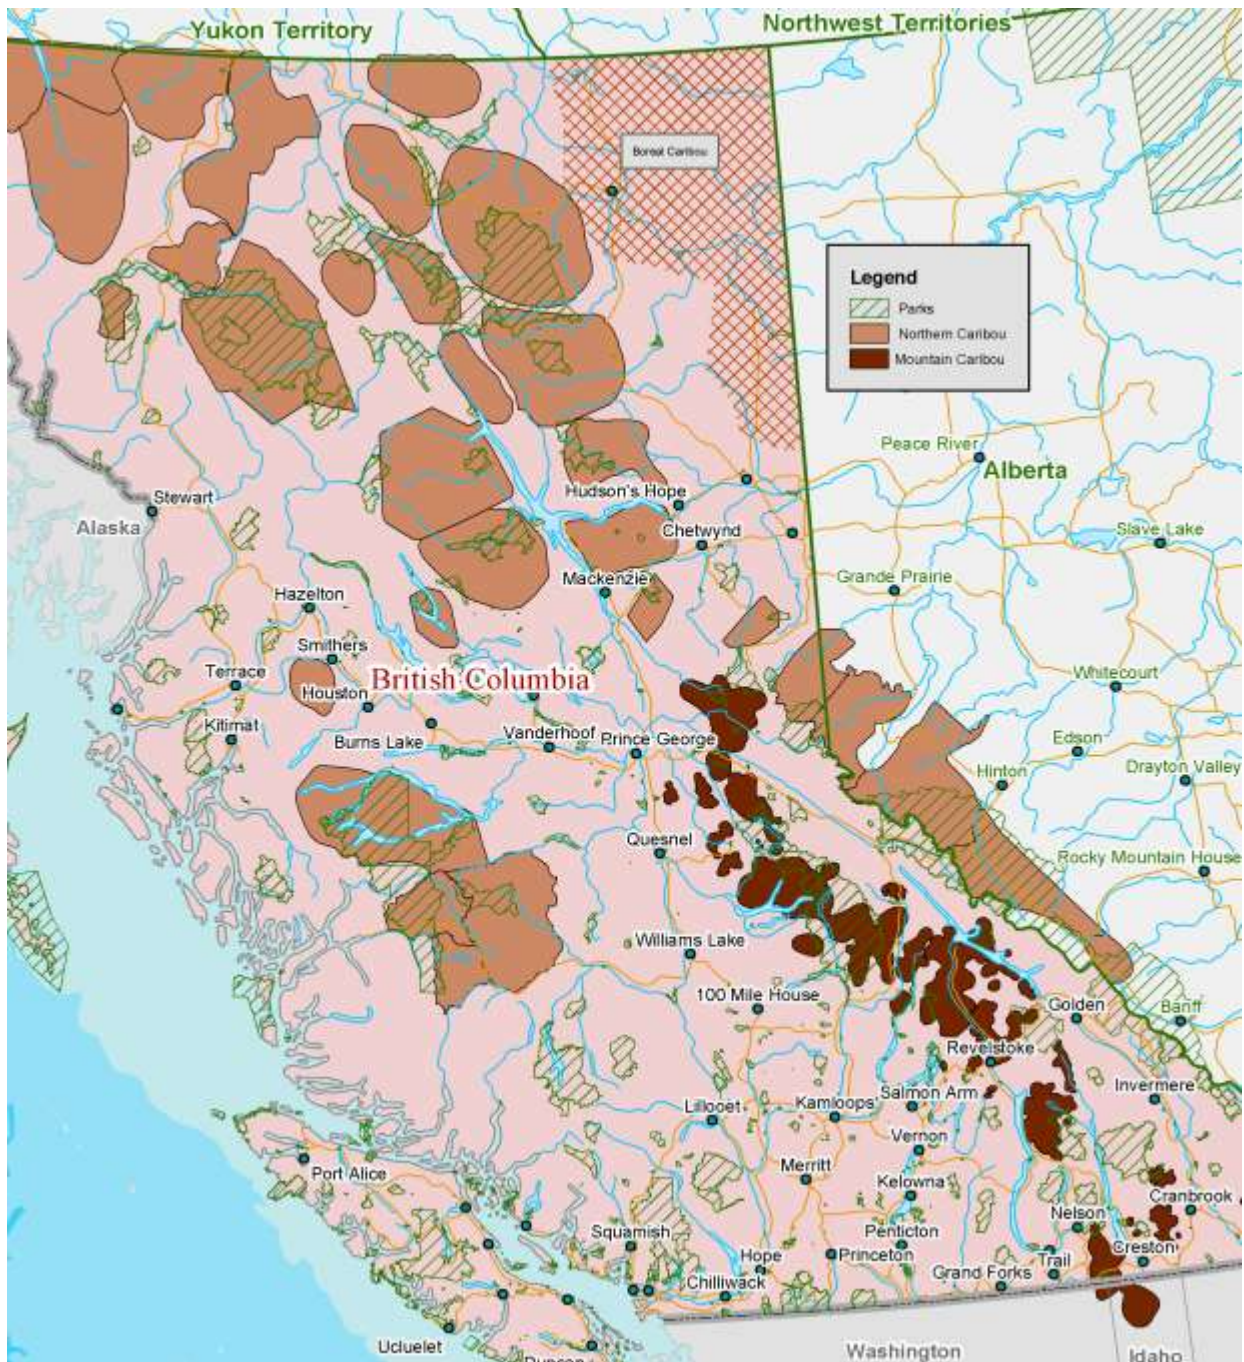 Yukon Territory
Northwest Territories
Boreal Caribou
Legend
Parks
Northern Caribou
Mountain Caribou
Peace River
Alberta
Stewart
Alaska
Hudson's Hope
Chetwynd
Slave Lake
Mackenzie
Grande Prairie
Hazelton
Smithers
Terrace
British Columbia
Whitecourt
Houston
Kitimat
Burns Lake
Vanderhoof
Prince George
Edson
Hinton
Drayton Valley
Quesnel
Rocky Mountain House
Williams Lake
100 Mile House
Golden
Banff
Revelstoke
Invermere
Lillooet
Kamloops
Salmon Arm
Vernon
Port Alice
Merritt
Kelowna
Cranbrook
Nelson
Squamish
Penticton
Creston
Hope
Princeton
Trail
Chilliwack
Grand Forks
Ucluelet
Duncan
Washington
Idaho